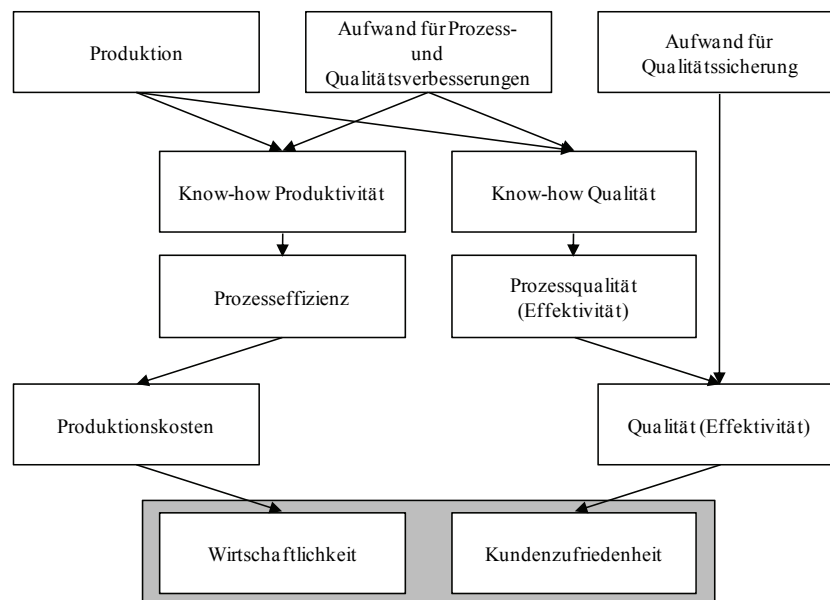 Produktion
Aufwand für Prozess-
und
Qualitätsverbesserungen
Aufwand für
Qualitätssicherung
Know-how Produktivität
Know-how Qualität
Prozesseffizienz
Prozessqualität
(Effektivität)
Produktionskosten
Qualität (Effektivität)
Wirtschaftlichkeit
Kundenzufriedenheit